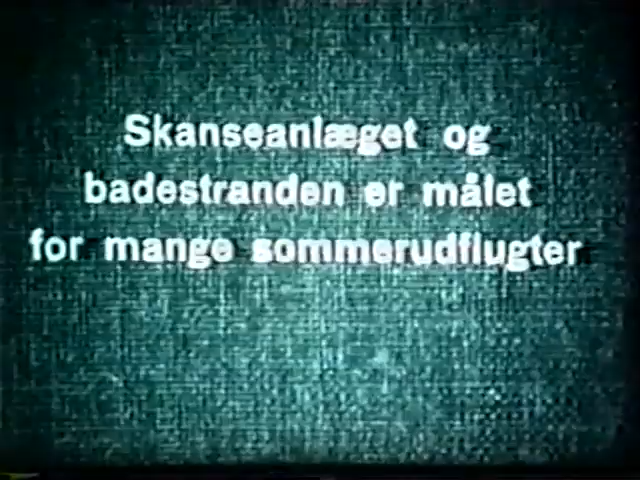 Skanseanlæget og
badestranden er målet
for mange sommerudflugter